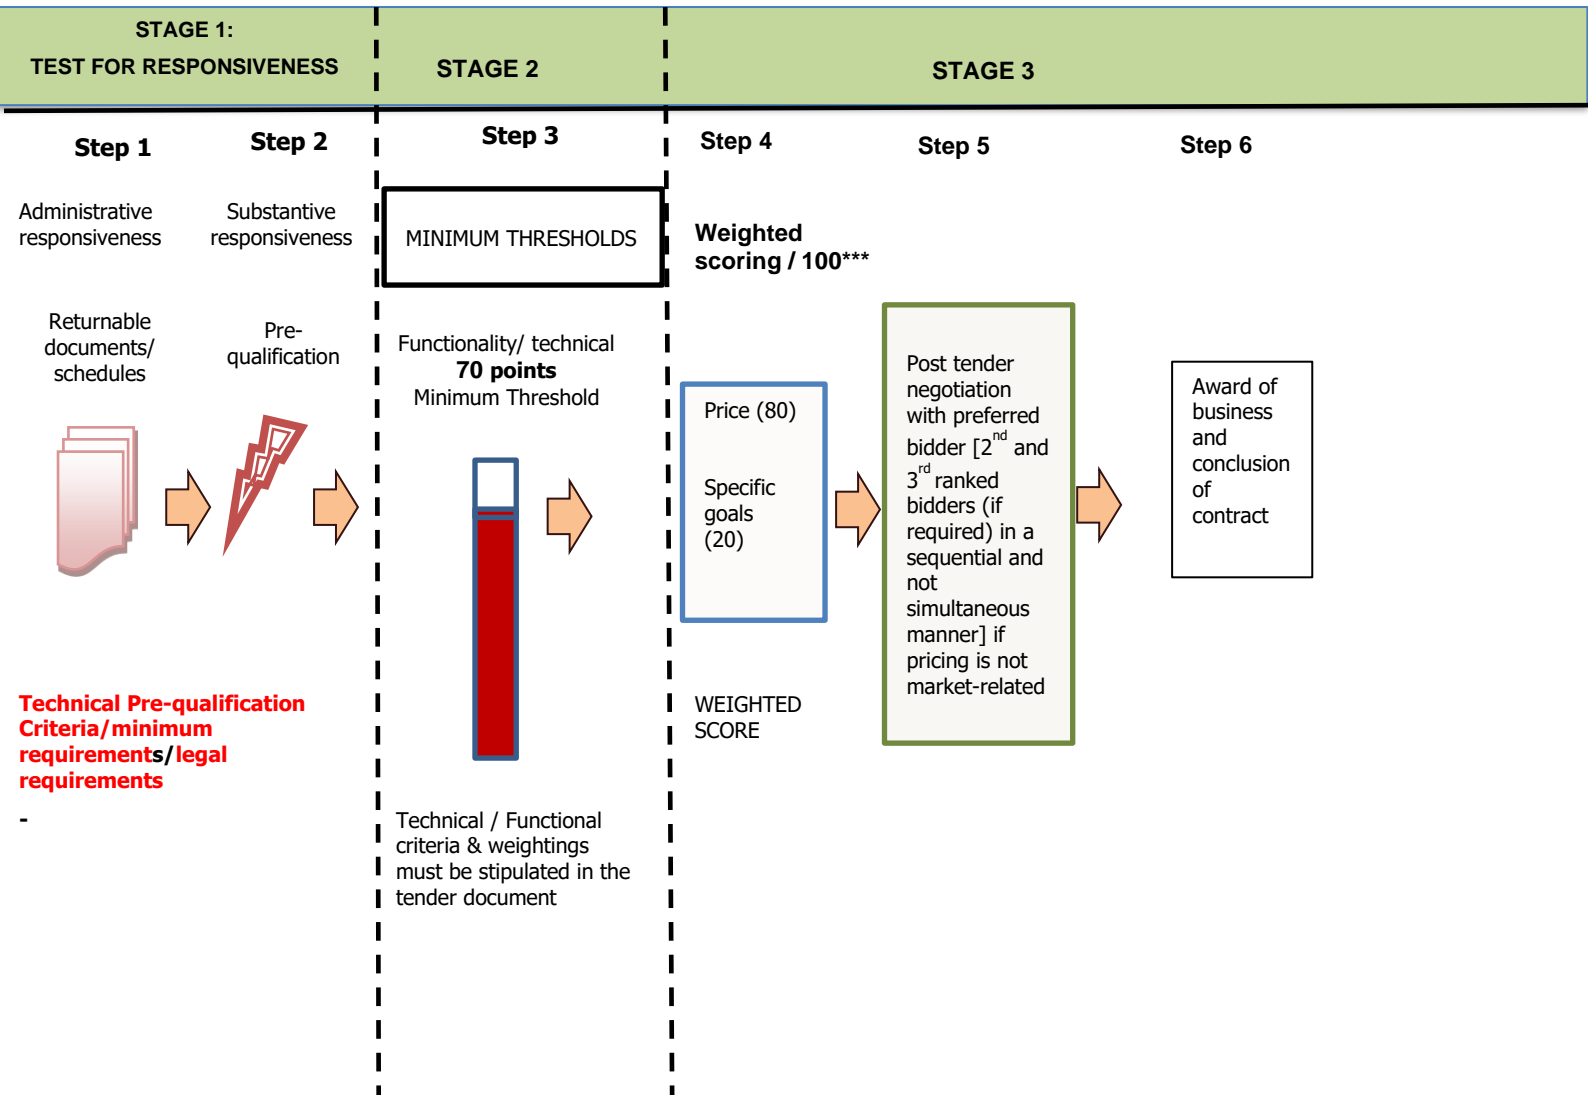 STAGE 1:
TEST FOR RESPONSIVENESS
STAGE 2
STAGE 3
Step 1
Step 2
Step 3
Step 4
Step 5
Step 6
Administrative
responsiveness
Substantive
responsiveness
MINIMUM THRESHOLDS
Weighted
scoring / 100***
Returnable
documents/
schedules
Pre-
qualification
Functionality/ technical
70 points
Minimum Threshold
Price (80)
Specific
goals
(20)
Post tender
negotiation
with preferred
bidder [2nd and
3rd ranked
bidders (if
required) in a
sequential and
not
simultaneous
manner] if
pricing is not
market-related
Award of
business
and
conclusion
of
contract
Technical Pre-qualification
Criteria/minimum
requirements/legal
requirements
-
WEIGHTED
SCORE
Technical / Functional
criteria & weightings
must be stipulated in the
tender document